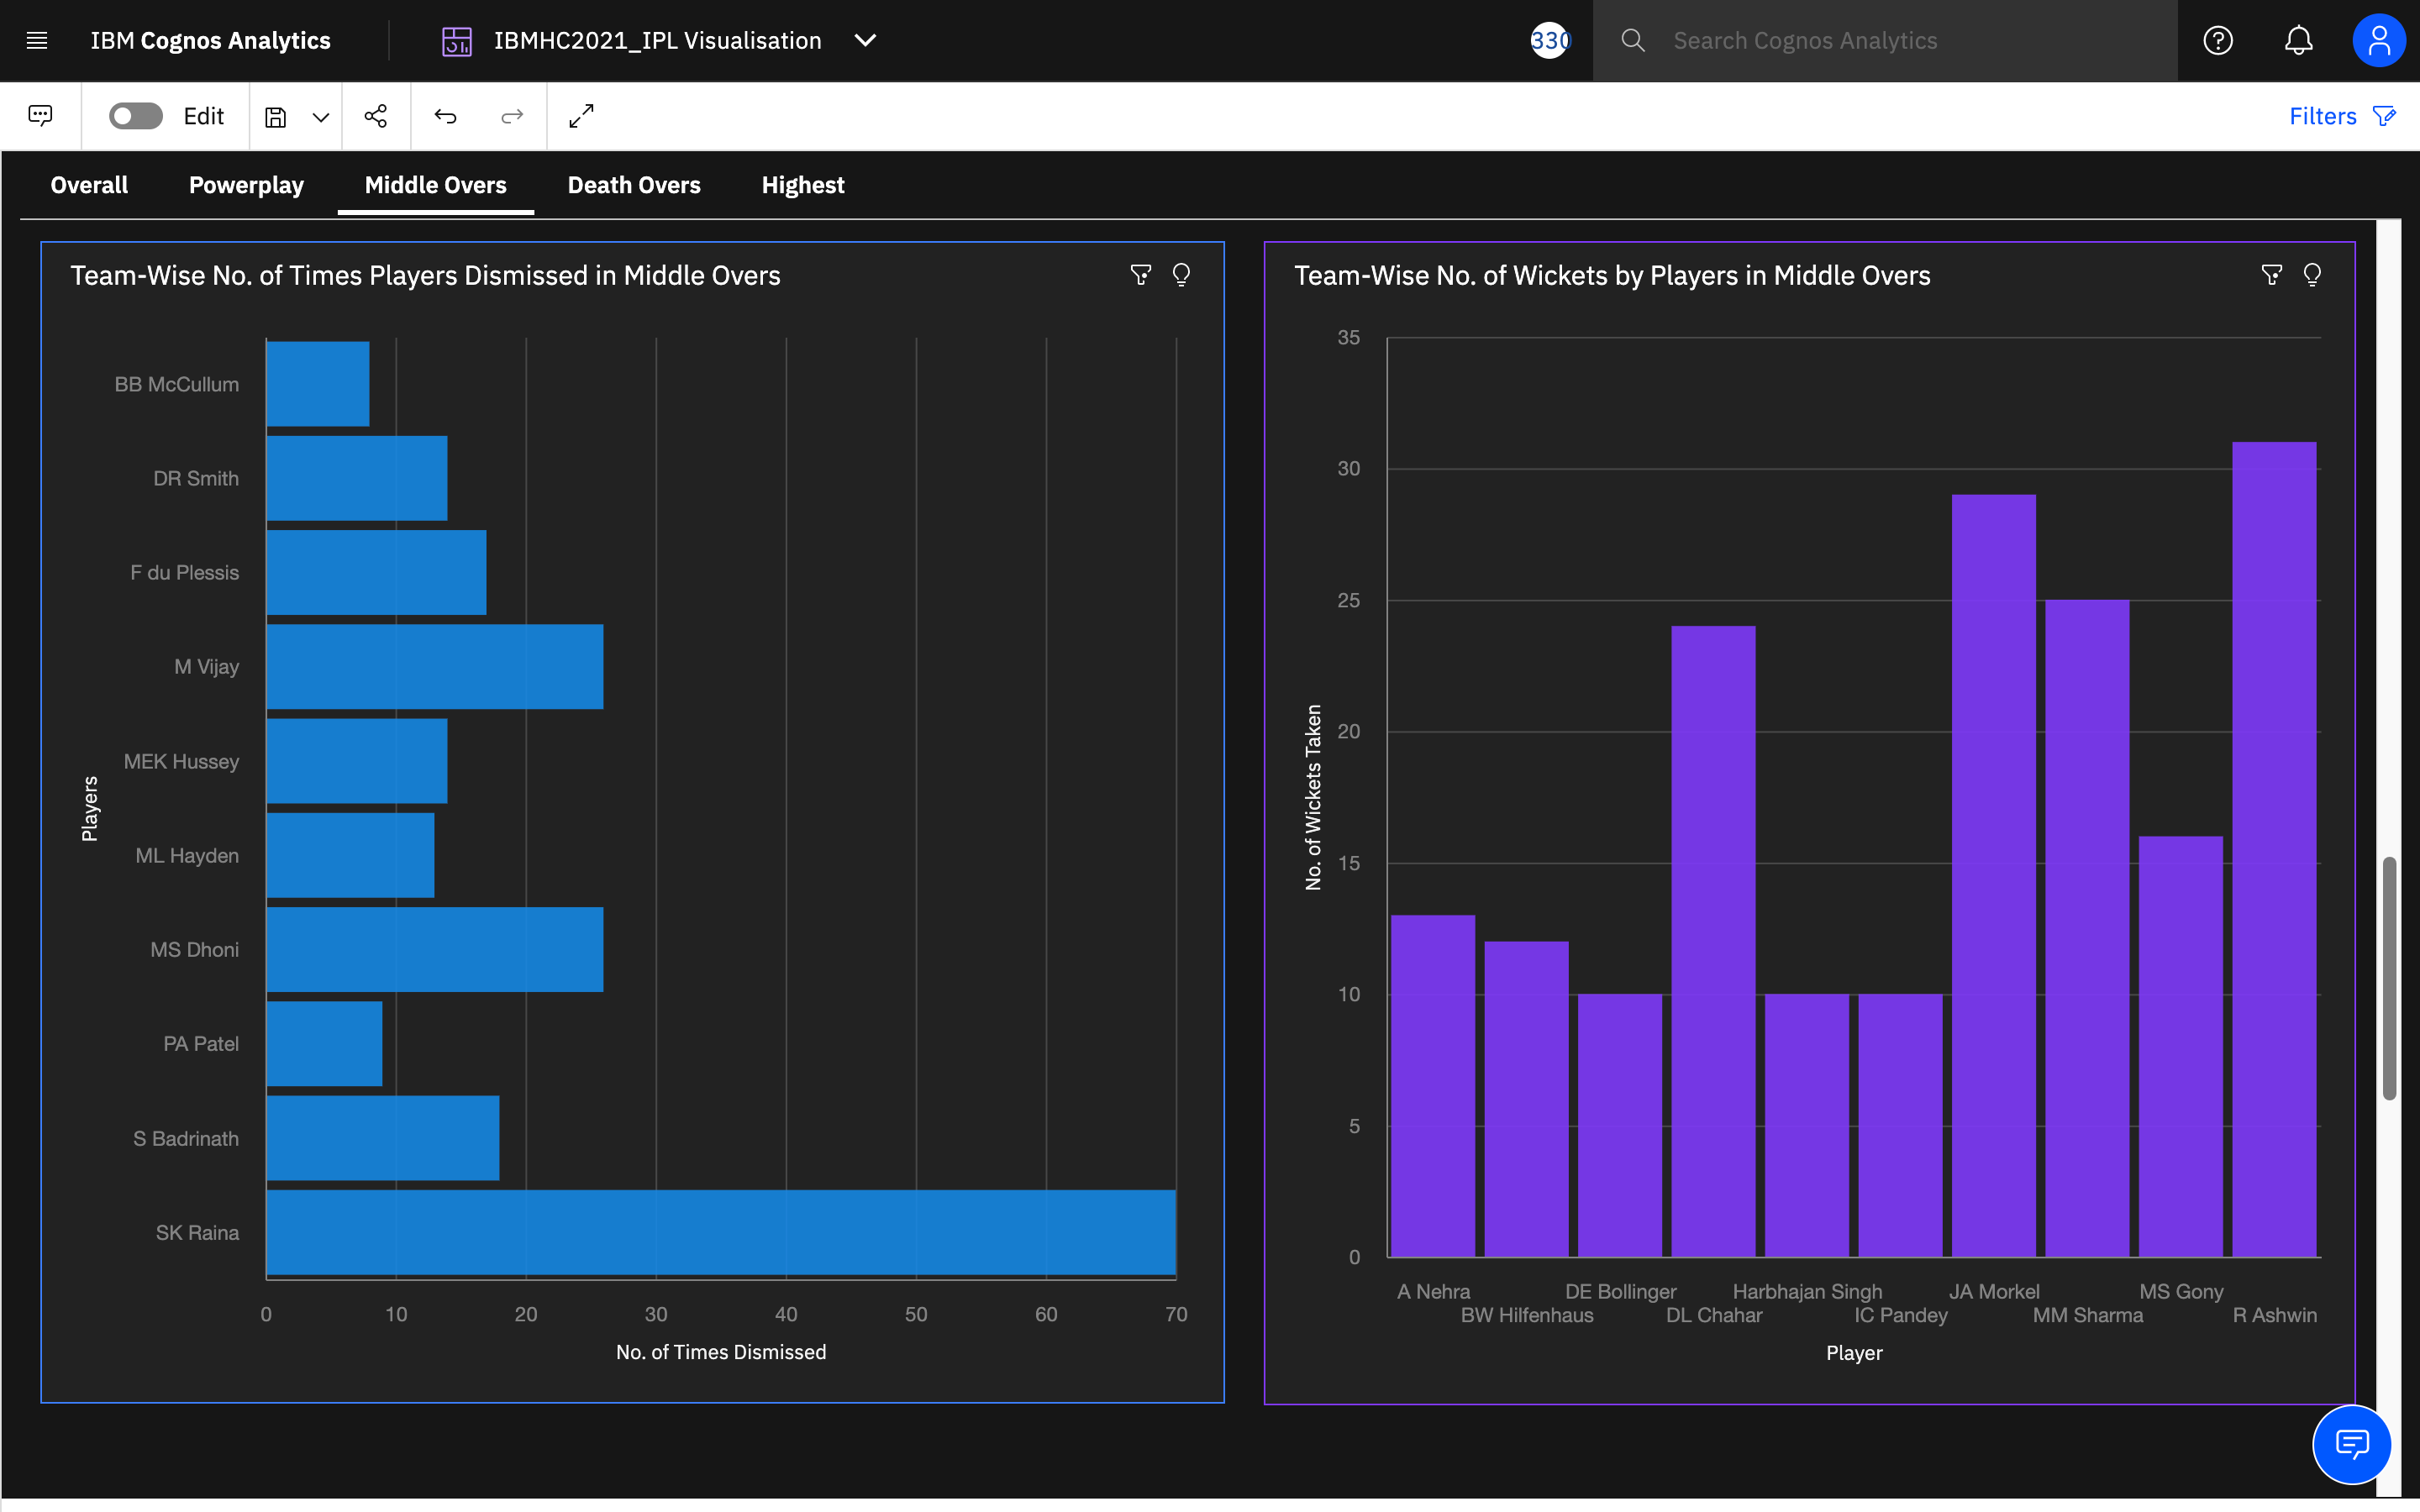 IBM Cognos Analytics
IBMHC2021_IPL Visualisation
330
Search Cognos Analytics
Edit
Filters
Overall
Powerplay
Middle Overs
Death Overs
Highest
Team-Wise No. of Times Players Dismissed in Middle Overs
Players
BB McCullum
DR Smith
F du Plessis
M Vijay
MEK Hussey
ML Hayden
MS Dhoni
PA Patel
S Badrinath
SK Raina
0 10 20 30 40 50 60 70
No. of Times Dismissed
Team-Wise No. of Wickets by Players in Middle Overs
No. of Wickets Taken
35
30
25
20
15
10
5
0
A Nehra DE Bollinger Harbhajan Singh JA Morkel MS Gony
BW Hilfenhaus DL Chahar IC Pandey MM Sharma R Ashwin
Player